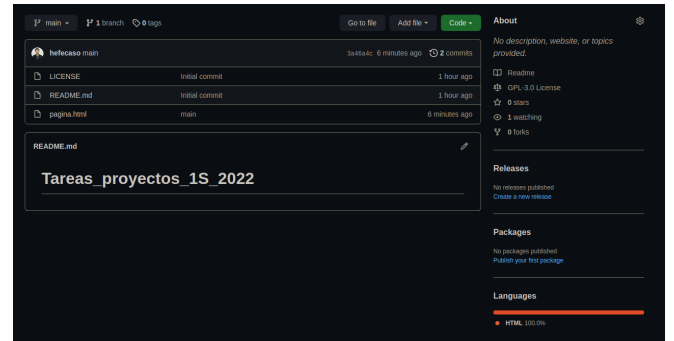 main
1 branch
0 tags
Go to file
Add file
Code
hefecaso main
3a46a4c 6 minutes ago
2 commits
LICENSE
Initial commit
1 hour ago
README.md
Initial commit
1 hour ago
pagina.html
main
6 minutes ago
README.md
Tareas_proyectos_1S_2022
About
No description, website, or topics
provided.
Readme
GPL-3.0 License
0 stars
1 watching
0 forks
Releases
No releases published
Create a new release
Packages
No packages published
Publish your first package
Languages
HTML 100.0%